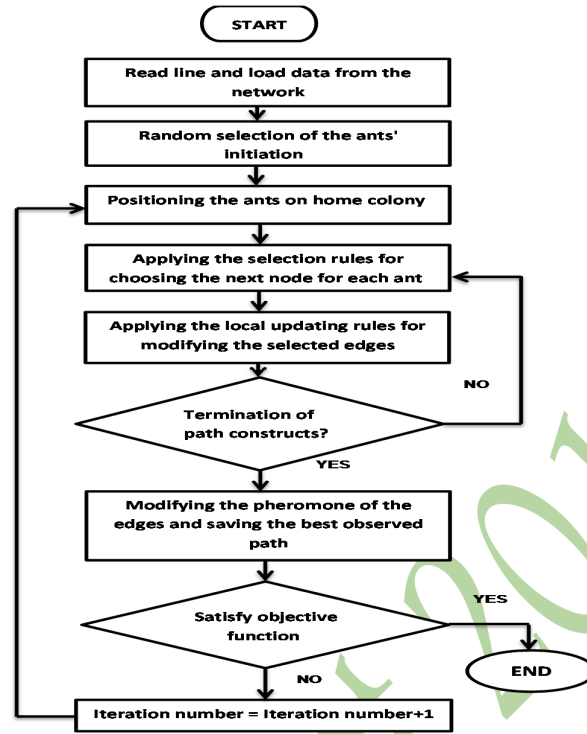 START
Read line and load data from the
network
Random selection of the ants'
initiation
Positioning the ants on home colony
Applying the selection rules for
choosing the next node for each ant
Applying the local updating rules for
modifying the selected edges
NO
Termination of
path constructs?
YES
Modifying the pheromone of the
edges and saving the best observed
path
YES
Satisfy objective
function
END
NO
Iteration number = Iteration number+1